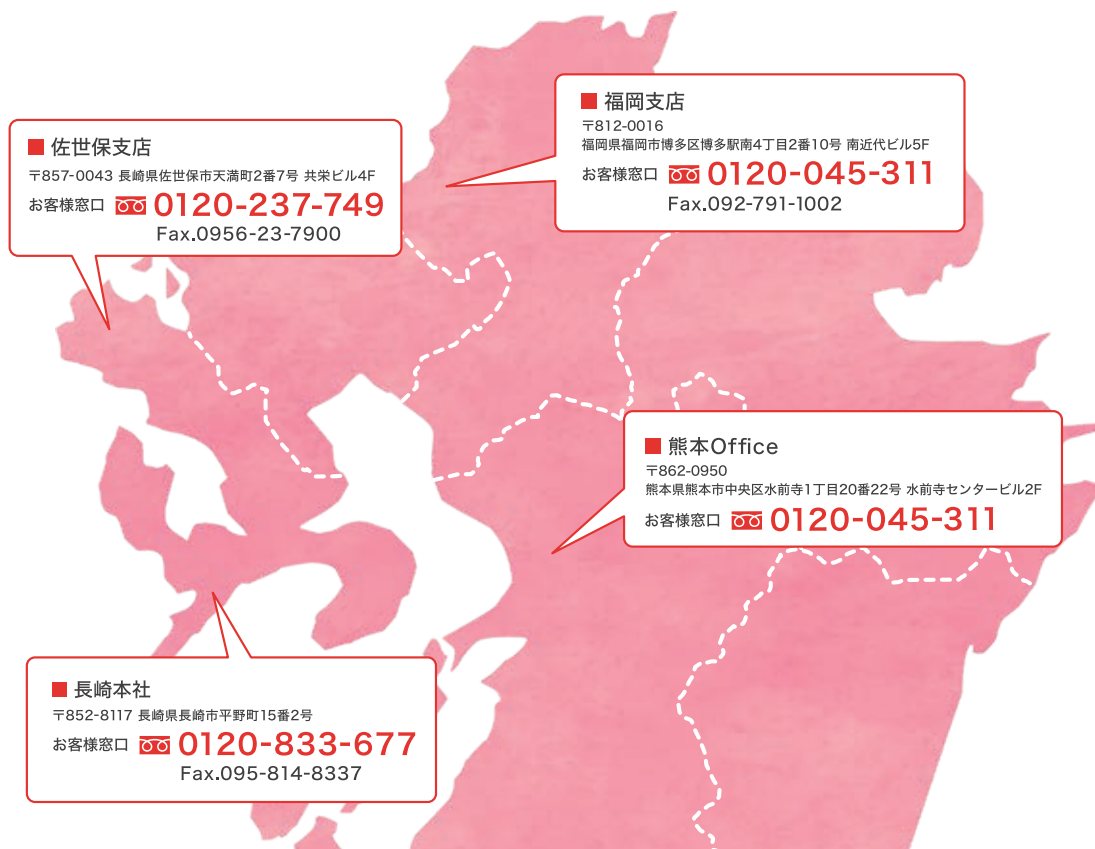 ■ 福岡支店
〒812-0016
福岡県福岡市博多区博多駅南4丁目2番10号 南近代ビル5F
お客様窓口 0120-045-311
Fax.092-791-1002
■ 佐世保支店
〒857-0043 長崎県佐世保市天満町2番7号 共栄ビル4F
お客様窓口 0120-237-749
Fax.0956-23-7900
■ 熊本Office
〒862-0950
熊本県熊本市中央区水前寺1丁目20番22号 水前寺センタービル2F
お客様窓口 0120-045-311
■ 長崎本社
〒852-8117 長崎県長崎市平野町15番2号
お客様窓口 0120-833-677
Fax.095-814-8337